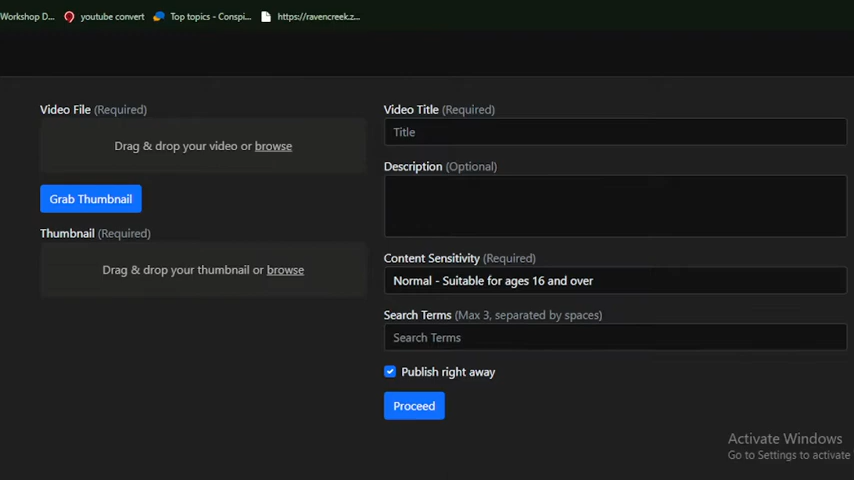 Workshop D...
youtube convert
Top topics - Conspi...
https://ravencreek.z...
Video File (Required)
Drag & drop your video or browse
Grab Thumbnail
Thumbnail (Required)
Drag & drop your thumbnail or browse
Video Title (Required)
Title
Description (Optional)
Content Sensitivity (Required)
Normal - Suitable for ages 16 and over
Search Terms (Max 3, separated by spaces)
Search Terms
Publish right away
Proceed
Activate Windows
Go to Settings to activate